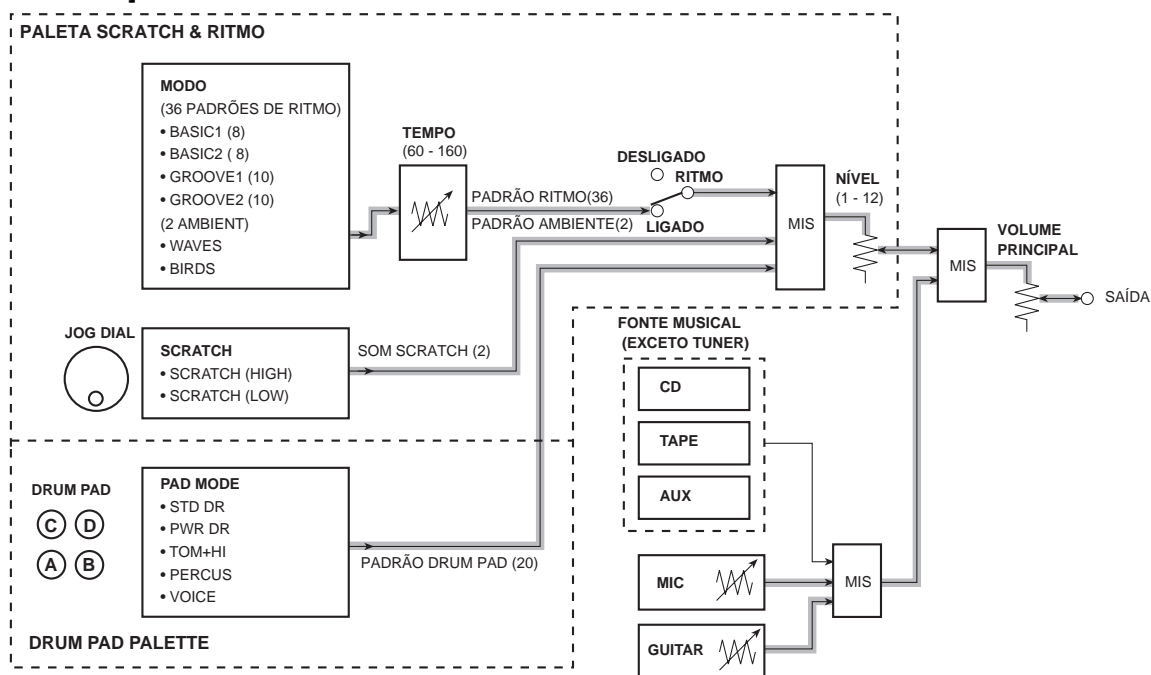 PALETA SCRATCH & RITMO
MODO
(36 PADRÕES DE RITMO)
• BASIC1 (8)
• BASIC2 ( 8)
• GROOVE1 (10)
• GROOVE2 (10)
(2 AMBIENT)
• WAVES
• BIRDS
TEMPO
(60 - 160)
PADRÃO RITMO(36)
PADRÃO AMBIENTE(2)
DESLIGADO
RITMO
LIGADO
MIS
NÍVEL
(1 - 12)
MIS
VOLUME
PRINCIPAL
SAÍDA
JOG DIAL
SCRATCH
• SCRATCH (HIGH)
• SCRATCH (LOW)
SOM SCRATCH (2)
DRUM PAD
C D
A B
PAD MODE
• STD DR
• PWR DR
• TOM+HI
• PERCUS
• VOICE
PADRÃO DRUM PAD (20)
DRUM PAD PALETTE
FONTE MUSICAL
(EXCETO TUNER)
CD
TAPE
AUX
MIC
GUITAR
MIS